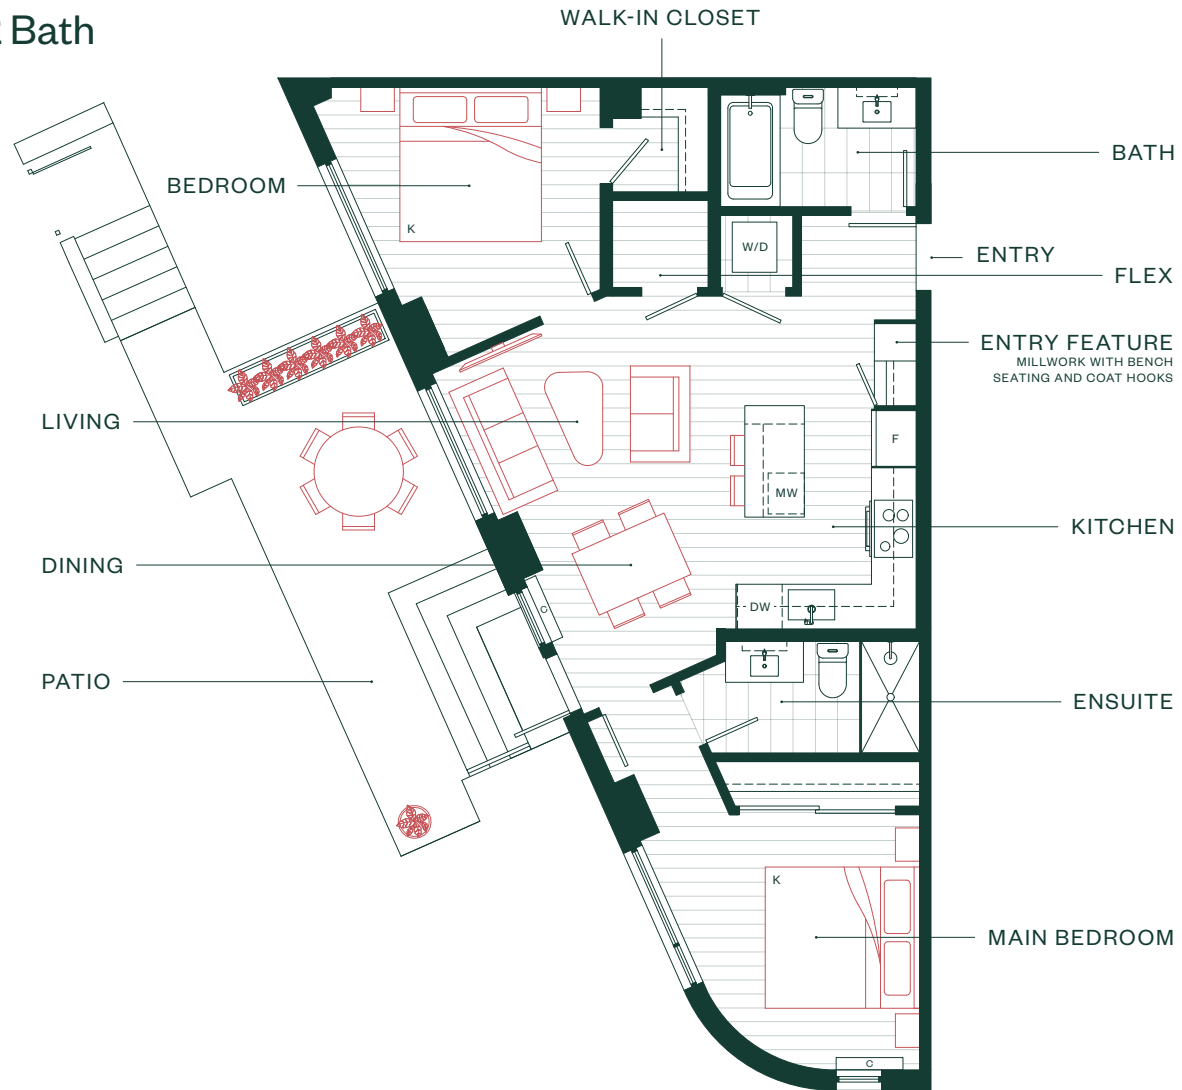 Bath
WALK-IN CLOSET
BEDROOM
BATH
K
W/D
ENTRY
FLEX
ENTRY FEATURE
MILLWORK WITH BENCH
SEATING AND COAT HOOKS
LIVING
F
MW
KITCHEN
DINING
C
DW
PATIO
ENSUITE
K
MAIN BEDROOM
C